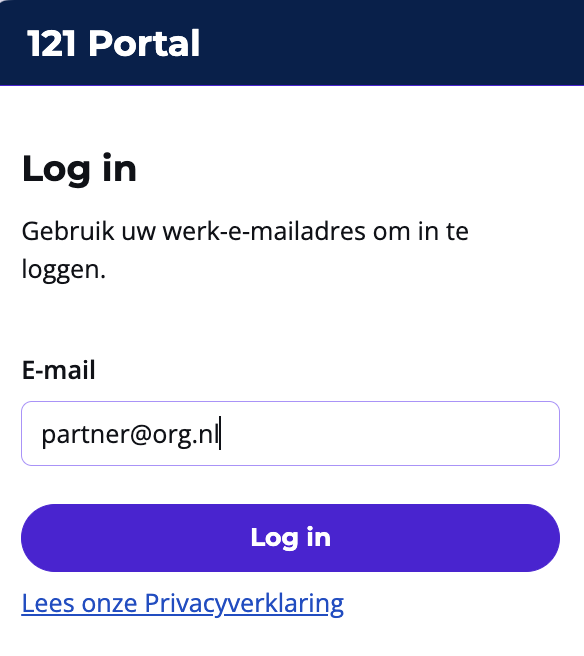 121 Portal
Log in
Gebruik uw werk-e-mailadres om in te
loggen.
E-mail
partner@org.nl
Log in
Lees onze Privacyverklaring